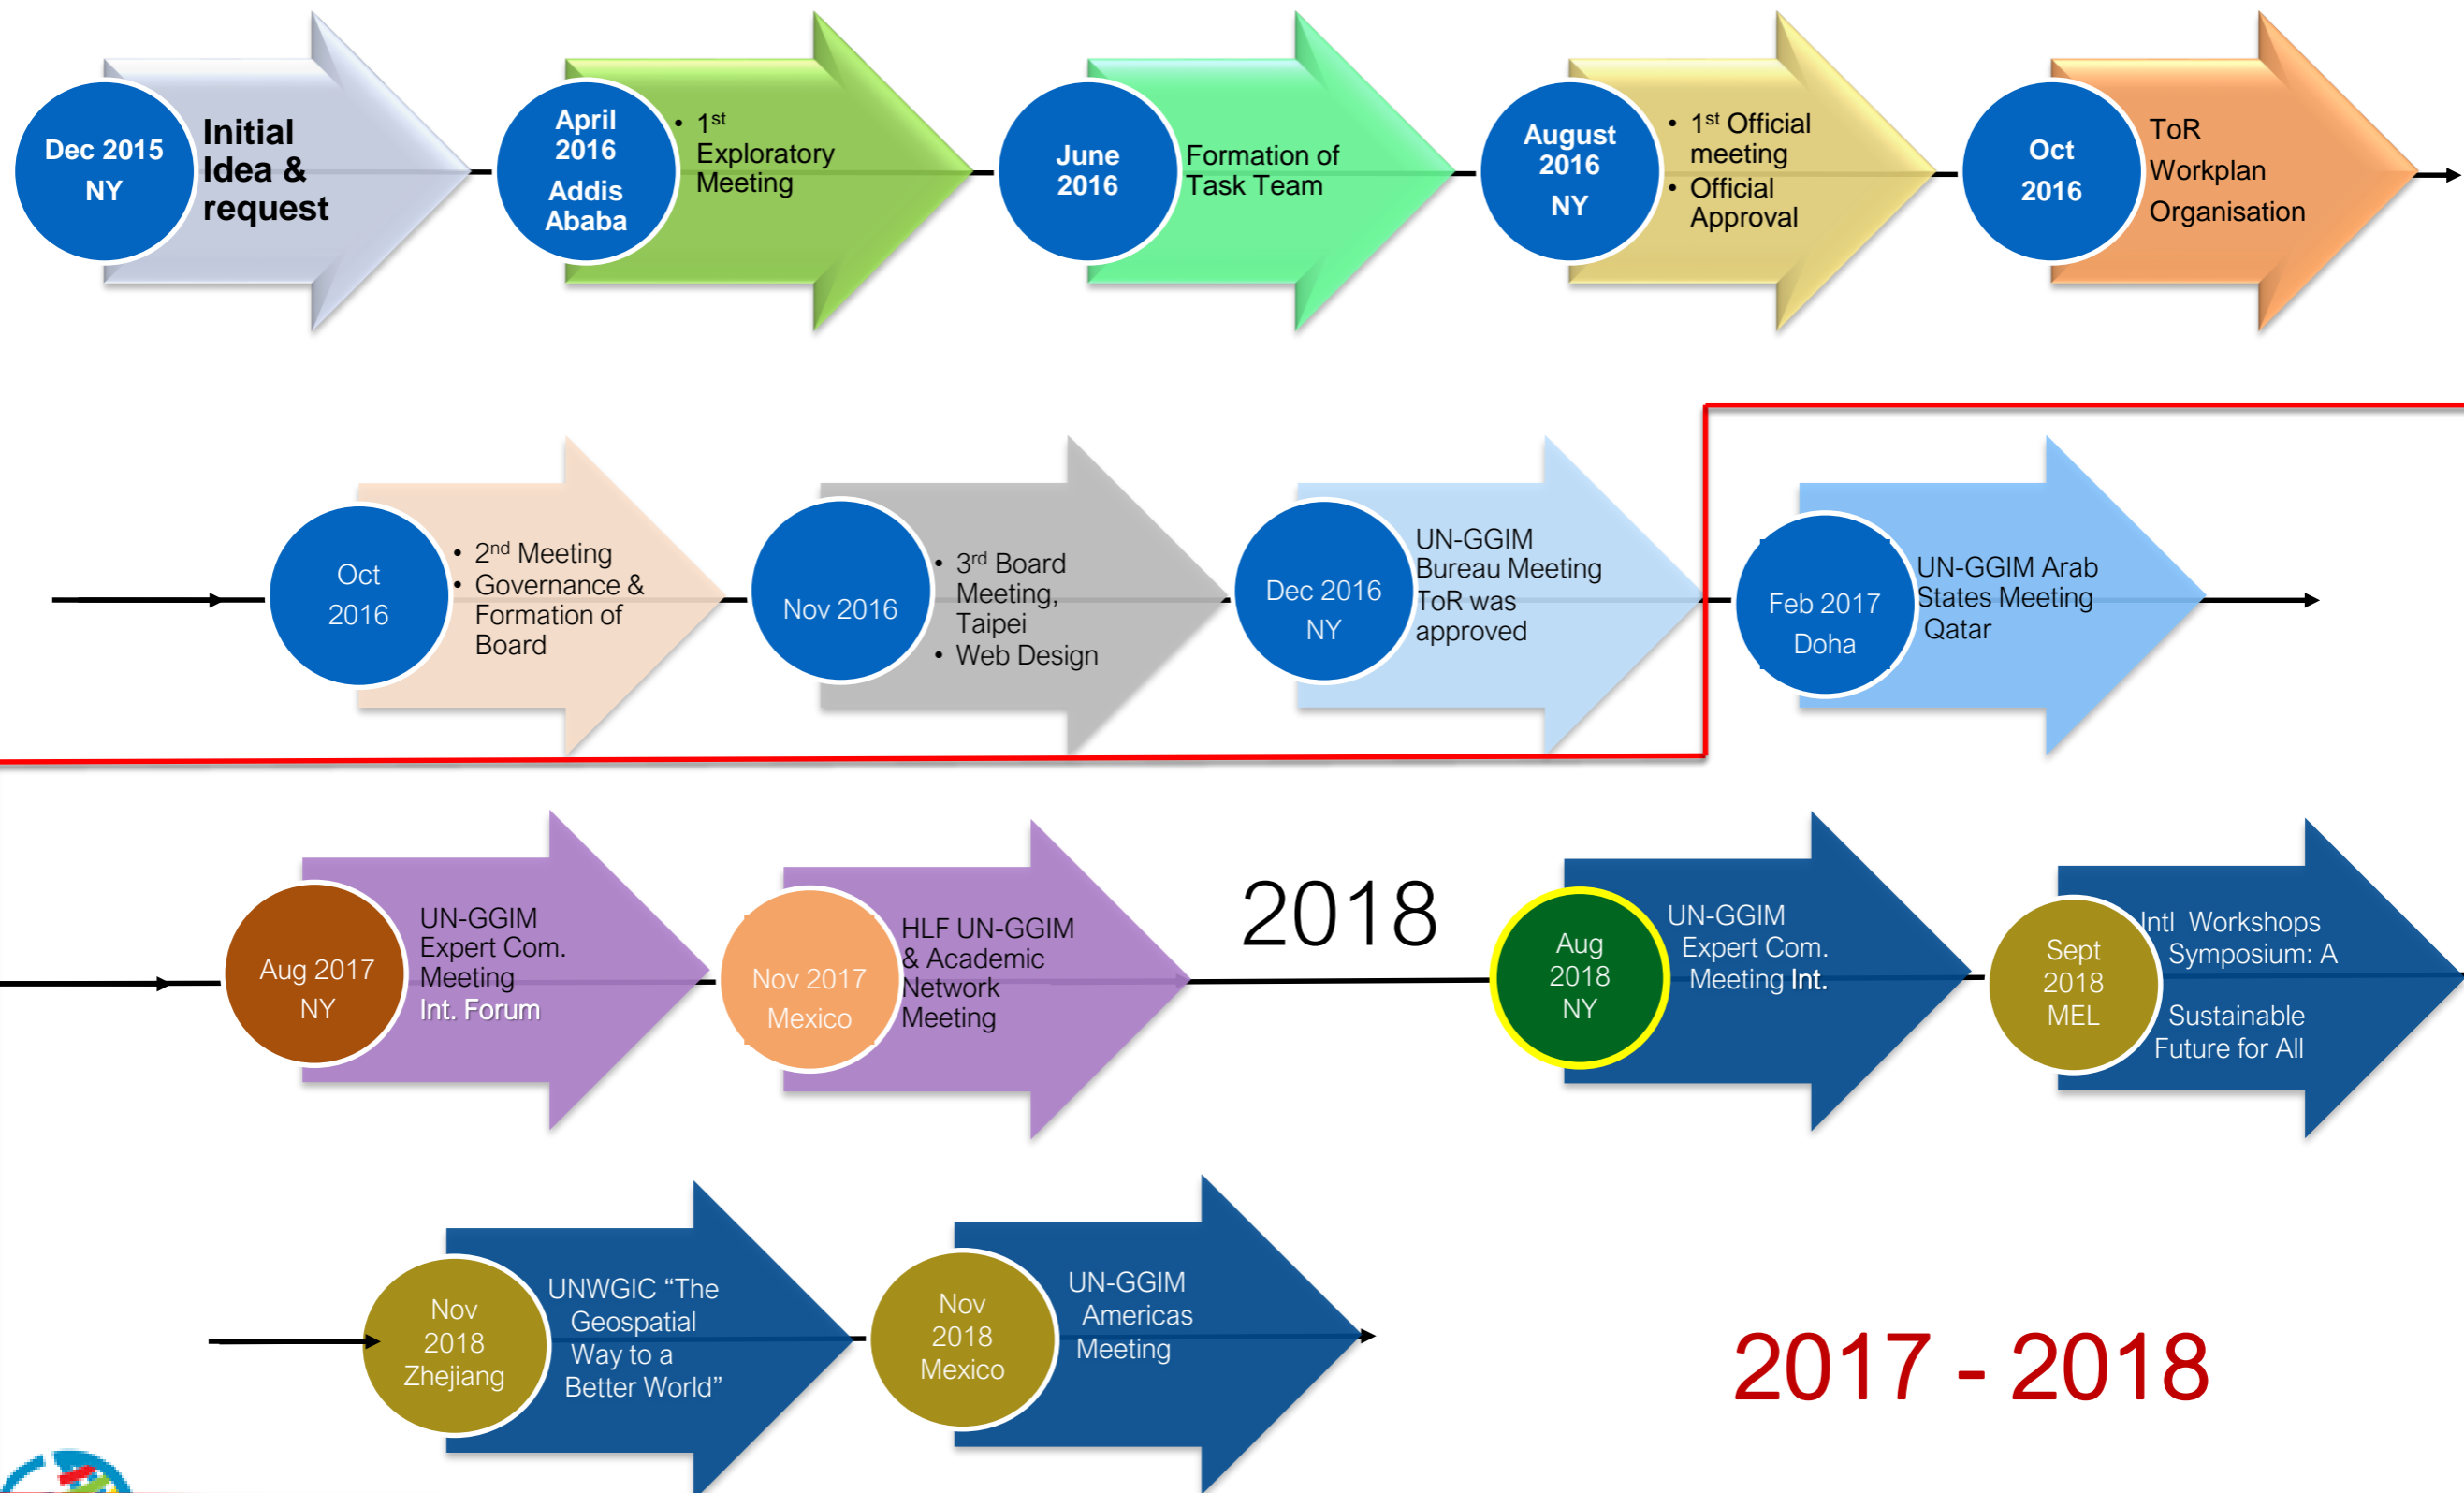 Dec 2015
NY
Initial
Idea &
request
April
2016
Addis
Ababa
• 1st
Exploratory
Meeting
June
2016
Formation of
Task Team
August
2016
NY
• 1st Official
meeting
• Official
Approval
Oct
2016
ToR
Workplan
Organisation
Oct
2016
• 2nd Meeting
• Governance &
Formation of
Board
Nov 2016
• 3rd Board
Meeting,
Taipei
• Web Design
Dec 2016
NY
UN-GGIM
Bureau Meeting
ToR was
approved
Feb 2017
Doha
UN-GGIM Arab
States Meeting
Qatar
Aug 2017
NY
UN-GGIM
Expert Com.
Meeting
Int. Forum
Nov 2017
Mexico
HLF UN-GGIM
& Academic
Network
Meeting
2018
Aug
2018
NY
UN-GGIM
Expert Com.
Meeting Int.
Sept
2018
MEL
Intl Workshops
Symposium: A
Sustainable
Future for All
Nov
2018
Zhejiang
UNWGIC “The
Geospatial
Way to a
Better World”
Nov
2018
Mexico
UN-GGIM
Americas
Meeting
2017 - 2018